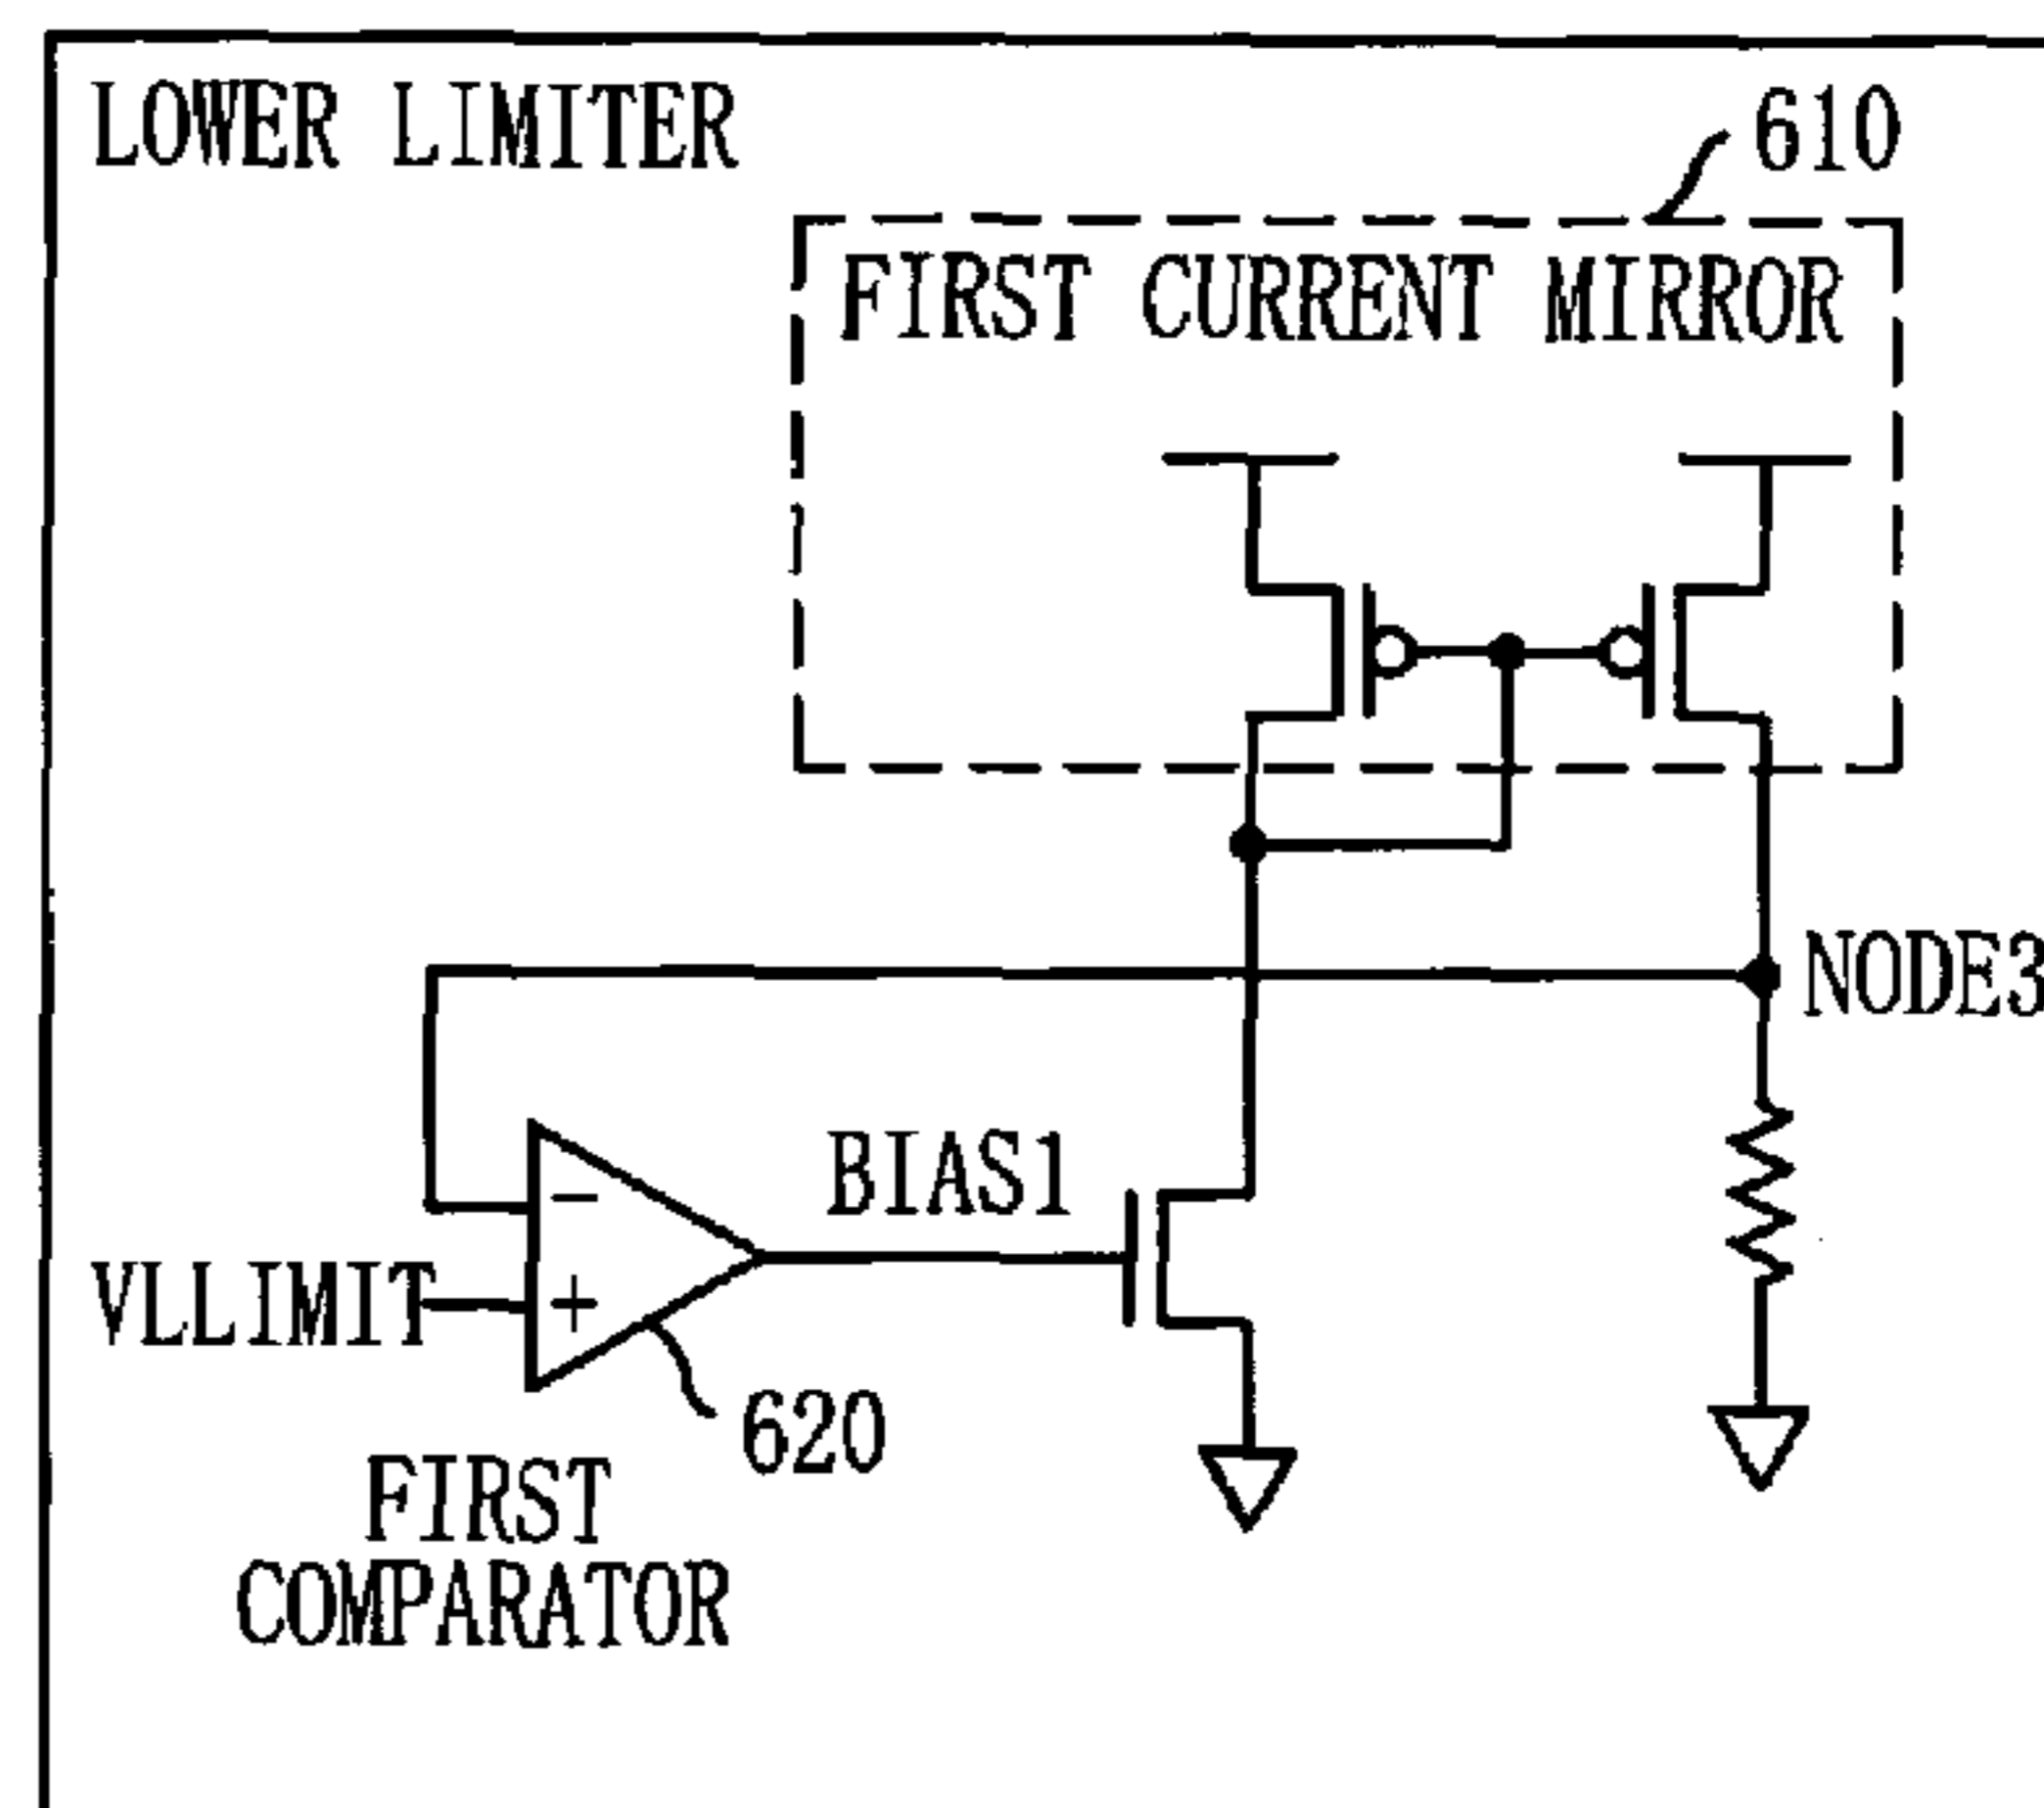 LOWER LIMITER
610
FIRST CURRENT MIRROR
NODE3
BIAS1
−
VLLIMIT
+
620
FIRST
COMPARATOR